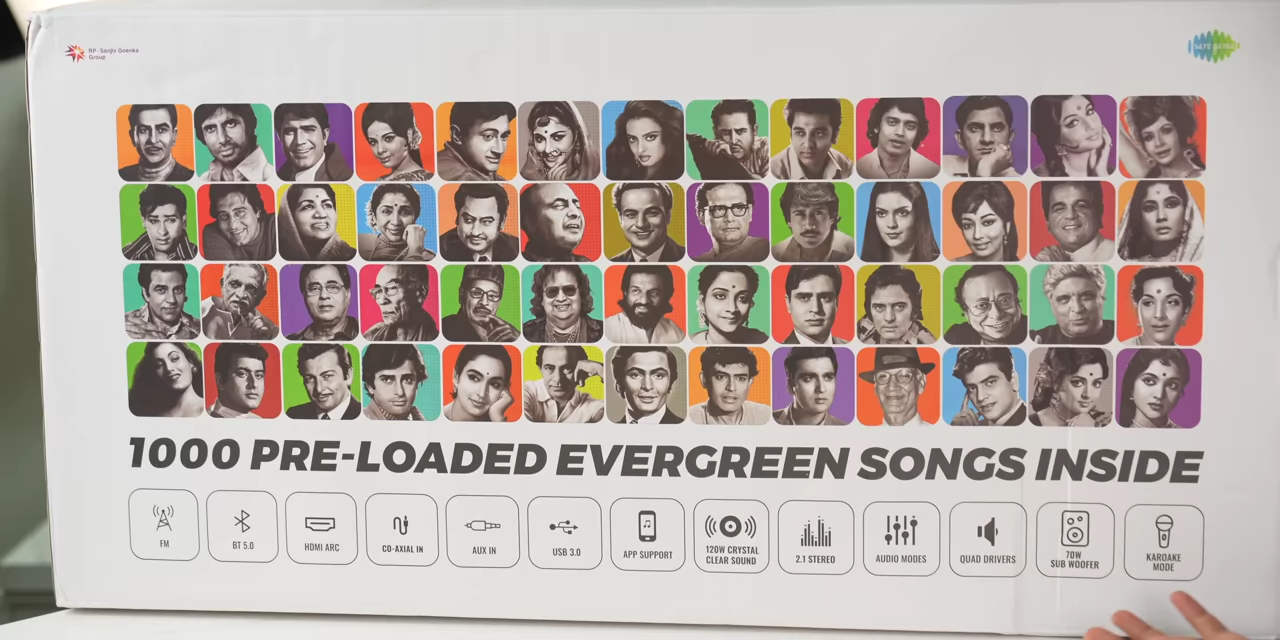 RP-Sanjiv Goenka
Group
SAREGAMA
1000 PRE-LOADED EVERGREEN SONGS INSIDE
FM
BT 5.0
HDMI ARC
CO-AXIAL IN
AUX IN
USB 3.0
APP SUPPORT
120W CRYSTAL
CLEAR SOUND
2.1 STEREO
AUDIO MODES
QUAD DRIVERS
70W
SUB WOOFER
KAROAKE
MODE